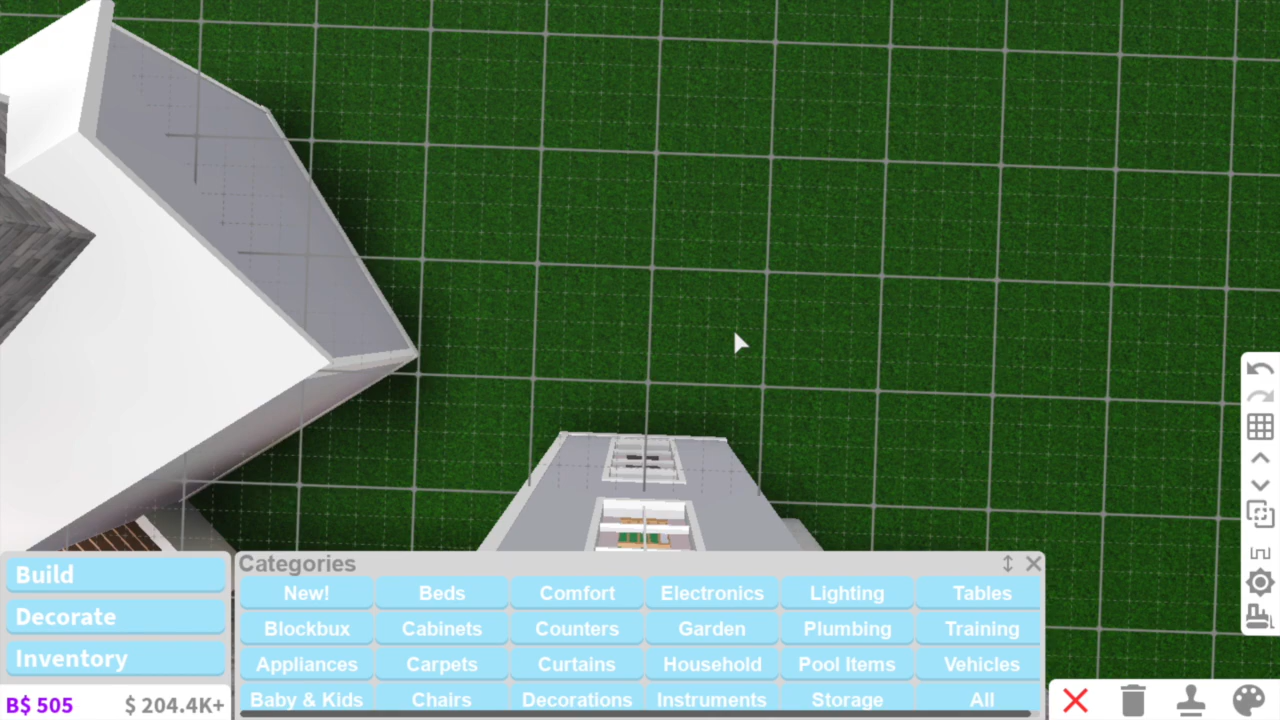 Categories
Build
New! Beds Comfort Electronics Lighting Tables
Decorate
Blockbux Cabinets Counters Garden Plumbing Training
Inventory
Appliances Carpets Curtains Household Pool Items Vehicles
B$ 505 $ 204.4K+
Baby & Kids Chairs Decorations Instruments Storage All